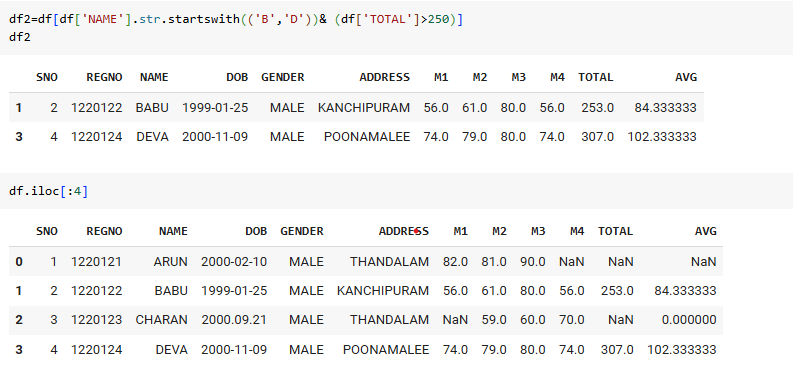 df2=df[df['NAME'].str.startswith(('B','D'))& (df['TOTAL']>250)]
df2
SNO REGNO NAME DOB GENDER ADDRESS M1 M2 M3 M4 TOTAL AVG
1 2 1220122 BABU 1999-01-25 MALE KANCHIPURAM 56.0 61.0 80.0 56.0 253.0 84.333333
3 4 1220124 DEVA 2000-11-09 MALE POONAMALEE 74.0 79.0 80.0 74.0 307.0 102.333333
df.iloc[:4]
SNO REGNO NAME DOB GENDER ADDRESS M1 M2 M3 M4 TOTAL AVG
0 1 1220121 ARUN 2000-02-10 MALE THANDALAM 82.0 81.0 90.0 NaN NaN NaN
1 2 1220122 BABU 1999-01-25 MALE KANCHIPURAM 56.0 61.0 80.0 56.0 253.0 84.333333
2 3 1220123 CHARAN 2000.09.21 MALE THANDALAM NaN 59.0 60.0 70.0 NaN 0.000000
3 4 1220124 DEVA 2000-11-09 MALE POONAMALEE 74.0 79.0 80.0 74.0 307.0 102.333333